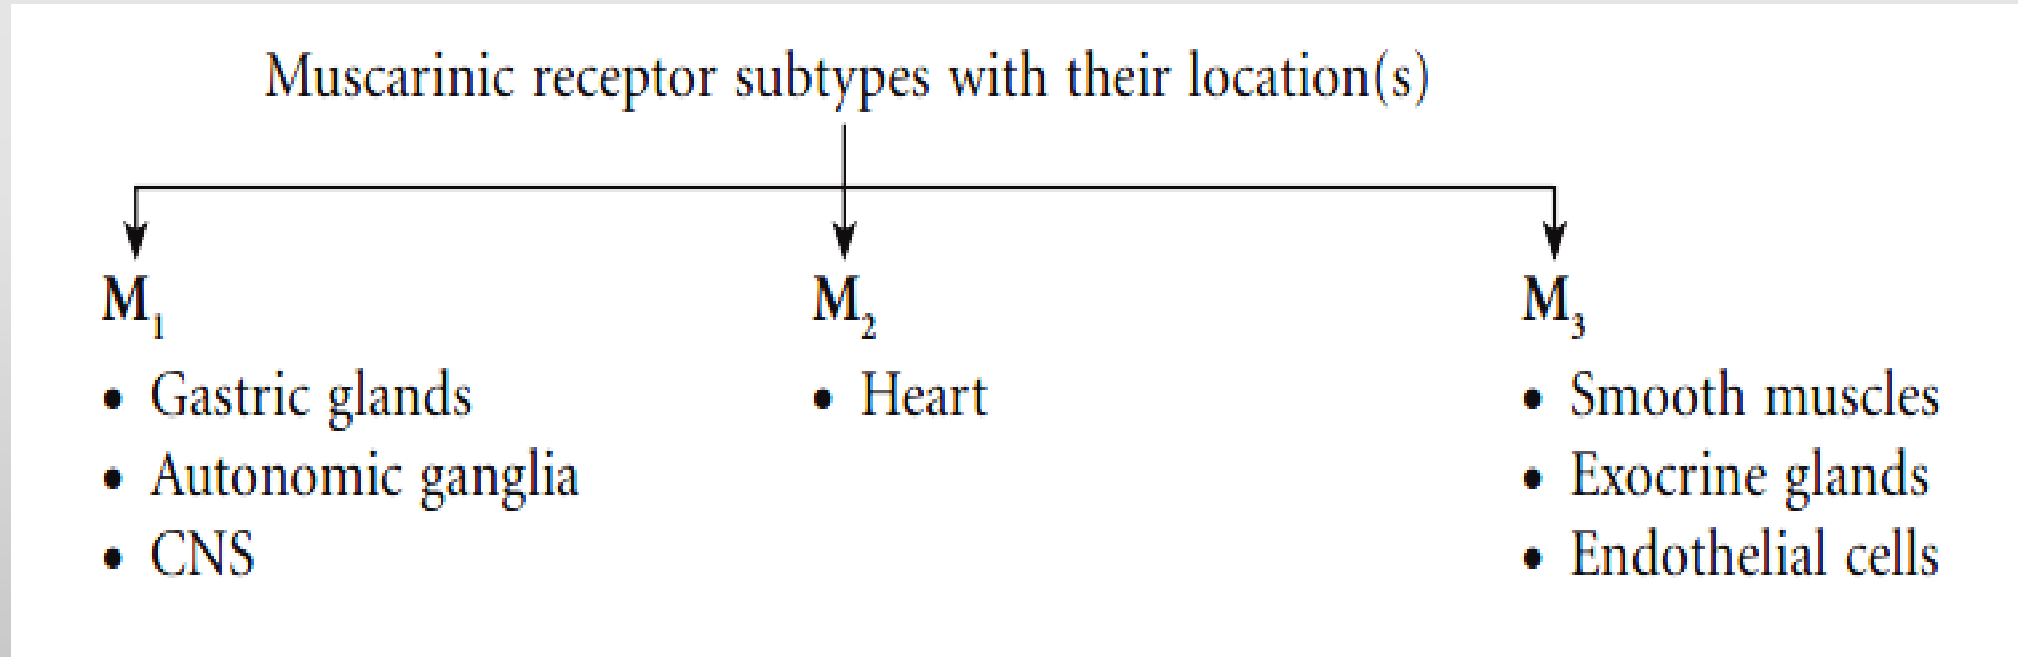 Muscarinic receptor subtypes with their location(s)
M₁
• Gastric glands
• Autonomic ganglia
• CNS
M₂
• Heart
M₃
• Smooth muscles
• Exocrine glands
• Endothelial cells